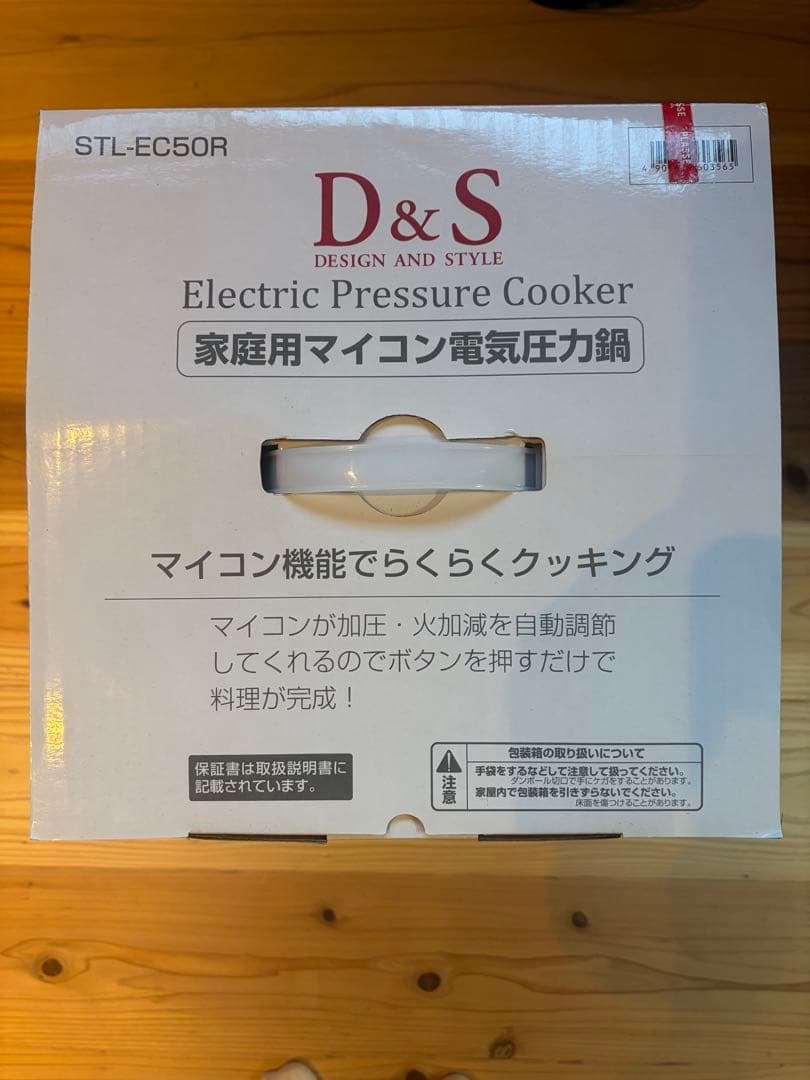 STL-EC50R
D&S
DESIGN AND STYLE
Electric Pressure Cooker
家庭用マイコン電気圧力鍋
マイコン機能でらくらくクッキング
マイコンが加圧・火加減を自動調節
してくれるのでボタンを押すだけで
料理が完成！
保証書は取扱説明書に
記載されています。
注意
包装箱の取り扱いについて
手袋をするなどして注意して扱ってください。
ダンボール切口で手にケガをすることがあります。
家屋内で包装箱を引きずらないでください。
床面を傷つけることがあります。